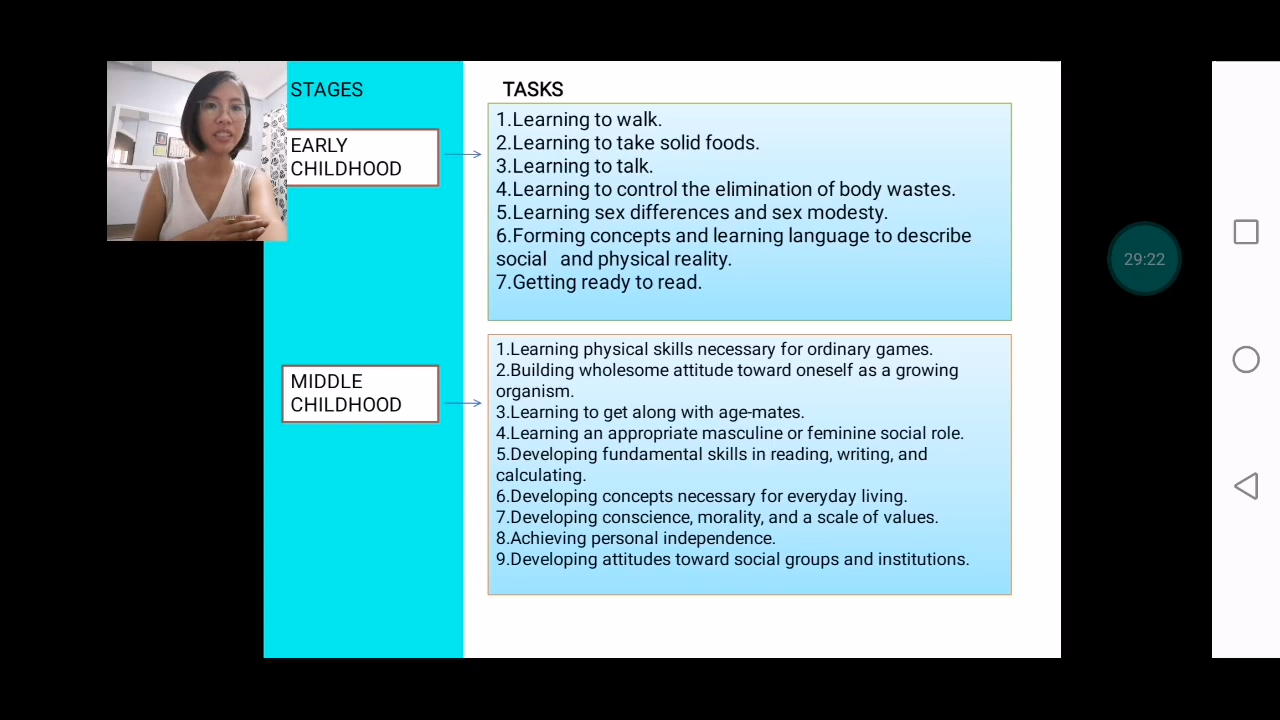 STAGES
TASKS
EARLY
CHILDHOOD
1.Learning to walk.
2.Learning to take solid foods.
3.Learning to talk.
4.Learning to control the elimination of body wastes.
5.Learning sex differences and sex modesty.
6.Forming concepts and learning language to describe
social and physical reality.
7.Getting ready to read.
MIDDLE
CHILDHOOD
1.Learning physical skills necessary for ordinary games.
2.Building wholesome attitude toward oneself as a growing
organism.
3.Learning to get along with age-mates.
4.Learning an appropriate masculine or feminine social role.
5.Developing fundamental skills in reading, writing, and
calculating.
6.Developing concepts necessary for everyday living.
7.Developing conscience, morality, and a scale of values.
8.Achieving personal independence.
9.Developing attitudes toward social groups and institutions.
29:22